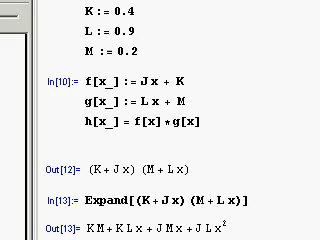 K := 0.4
L := 0.9
M := 0.2
In[10]:= f[x_] := J x + K
g[x_] := L x + M
h[x_] = f[x] * g[x]
Out[12]= (K + J x) (M + L x)
In[13]:= Expand[(K + J x) (M + L x)]
Out[13]= K M + K L x + J M x + J L x²